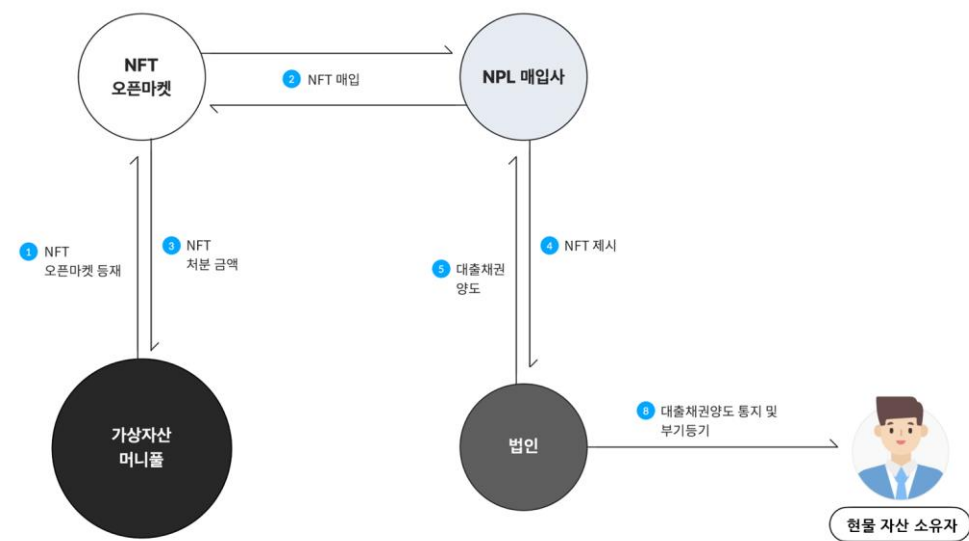 NFT
오픈마켓
2 NFT 매입
NPL 매입사
1 NFT
오픈마켓 등재
3 NFT
처분 금액
5 대출채권
양도
4 NFT 제시
가상자산
머니풀
법인
8 대출채권양도 통지 및
부기등기
현물 자산 소유자